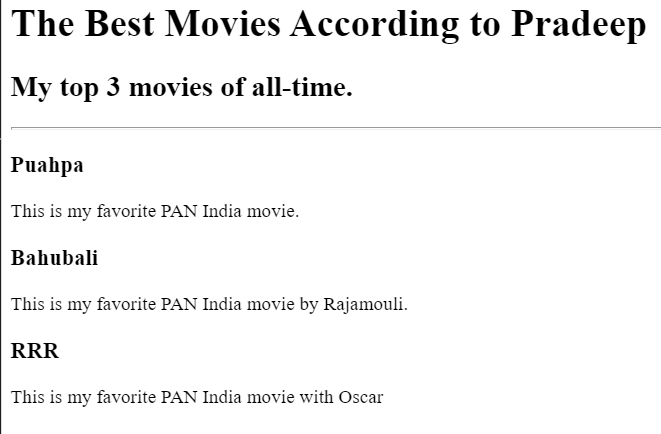 The Best Movies According to Pradeep
My top 3 movies of all-time.
Puahpa
This is my favorite PAN India movie.
Bahubali
This is my favorite PAN India movie by Rajamouli.
RRR
This is my favorite PAN India movie with Oscar